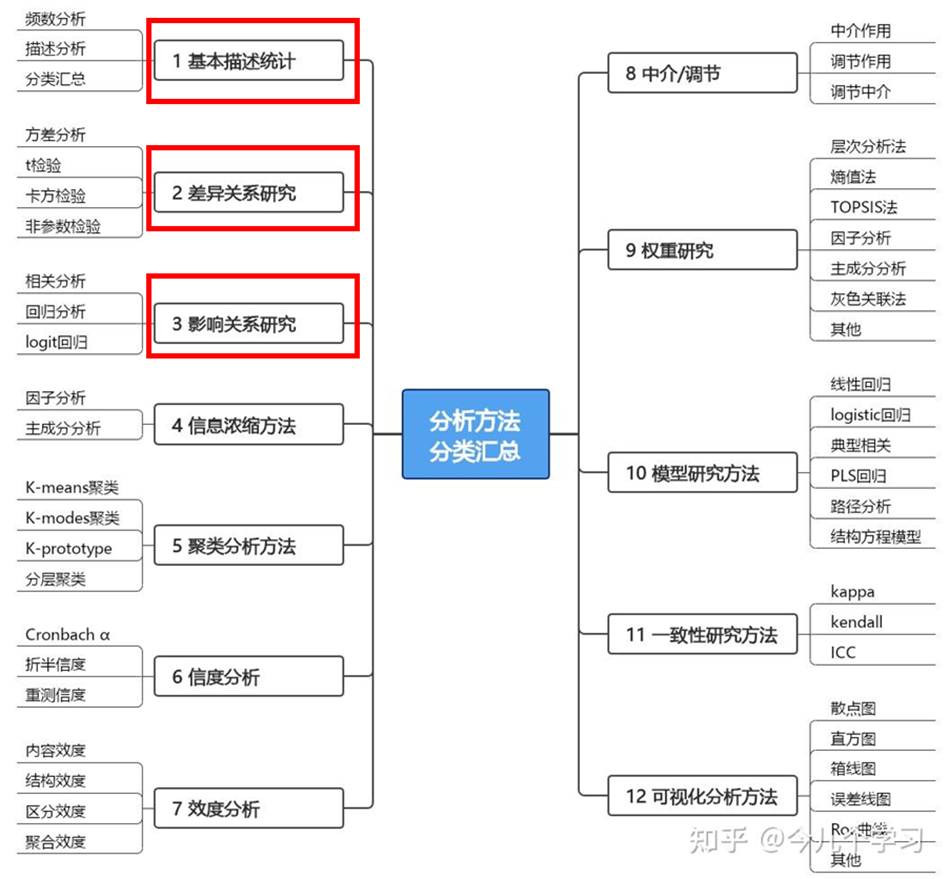 分析方法
分类汇总
1 基本描述统计
频数分析
描述分析
分类汇总
2 差异关系研究
方差分析
t检验
卡方检验
非参数检验
3 影响关系研究
相关分析
回归分析
logit回归
4 信息浓缩方法
因子分析
主成分分析
5 聚类分析方法
K-means聚类
K-modes聚类
K-prototype
分层聚类
6 信度分析
Cronbach α
折半信度
重测信度
7 效度分析
内容效度
结构效度
区分效度
聚合效度
8 中介/调节
中介作用
调节作用
调节中介
9 权重研究
层次分析法
熵值法
TOPSIS法
因子分析
主成分分析
灰色关联法
其他
10 模型研究方法
线性回归
logistic回归
典型相关
PLS回归
路径分析
结构方程模型
11 一致性研究方法
kappa
kendall
ICC
12 可视化分析方法
散点图
直方图
箱线图
误差线图
Roc曲线
其他
知乎 @今儿个学习